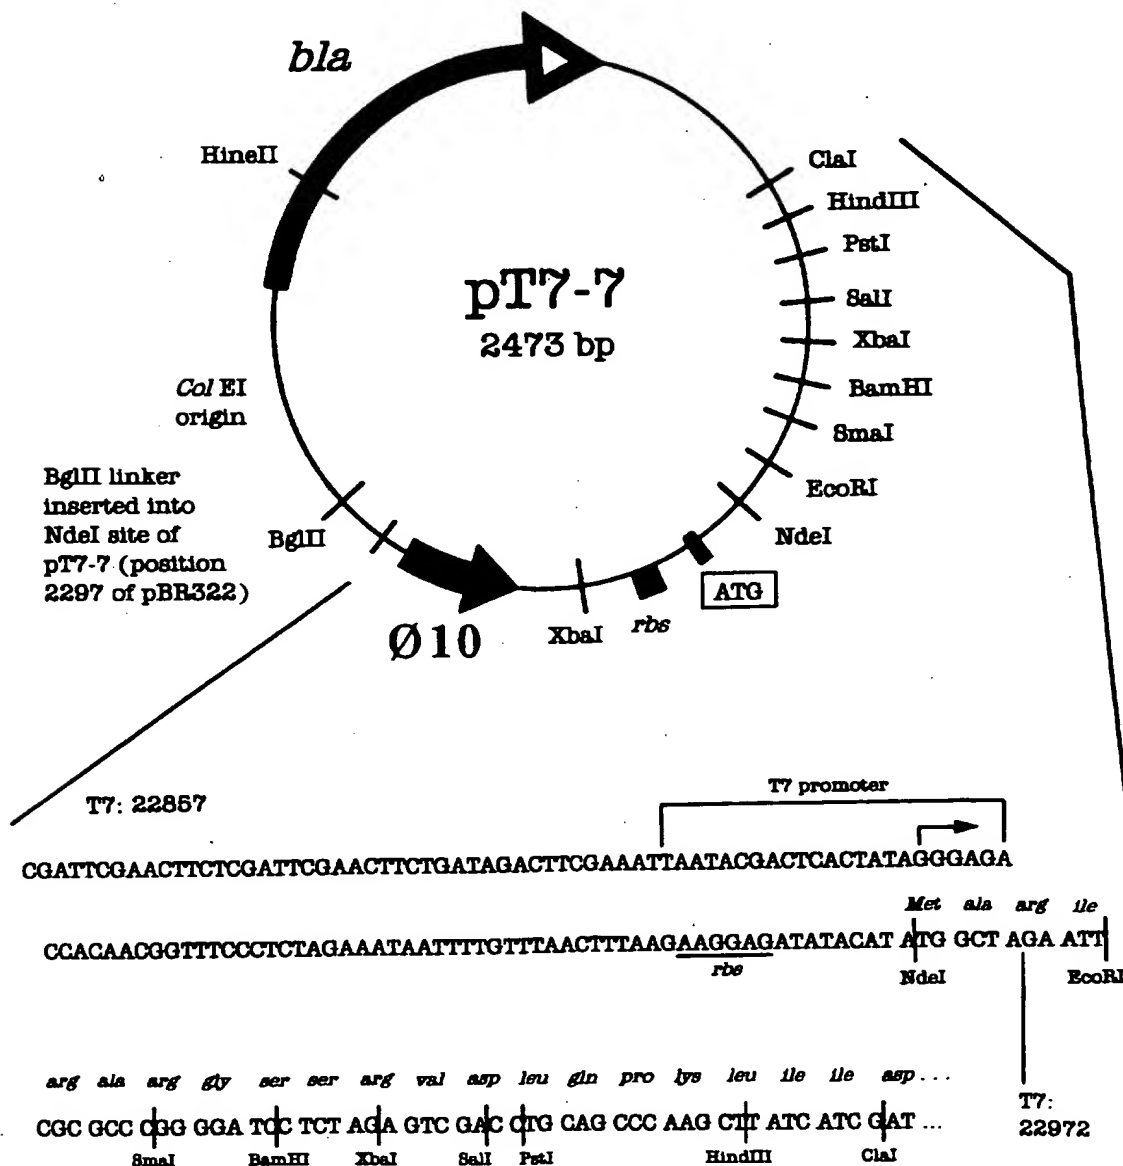 bla
HincII
ClaI
HindIII
PstI
SalI
XbaI
BamHI
SmaI
EcoRI
NdeI
ATG
rbs
XbaI
Ø10
BglII
Col EI
origin
pT7-7
2473 bp
BglII linker
inserted into
NdeI site of
pT7-7 (position
2297 of pBR322)
T7: 22857
T7 promoter
CGATTCGAACTTCTCGATTCGAACTTCTGATAGACTTCGAAATTAATACGACTCACTATAGGGAGA
Met ala arg ile
CCACAACGGTTTCCCTCTAGAAATAATTTTGTTTAACTTTAAGAAGGAGATATACAT ATG GCT AGA ATT
rbs NdeI EcoRI
arg ala arg gly ser ser arg val asp leu gln pro lys leu ile ile asp ...
CGC GCC CGG GGA TCC TCT AGA GTC GAC CTG CAG CCC AAG CTT ATC ATC GAT ...
SmaI BamHI XbaI SalI PstI HindIII ClaI
T7:
22972